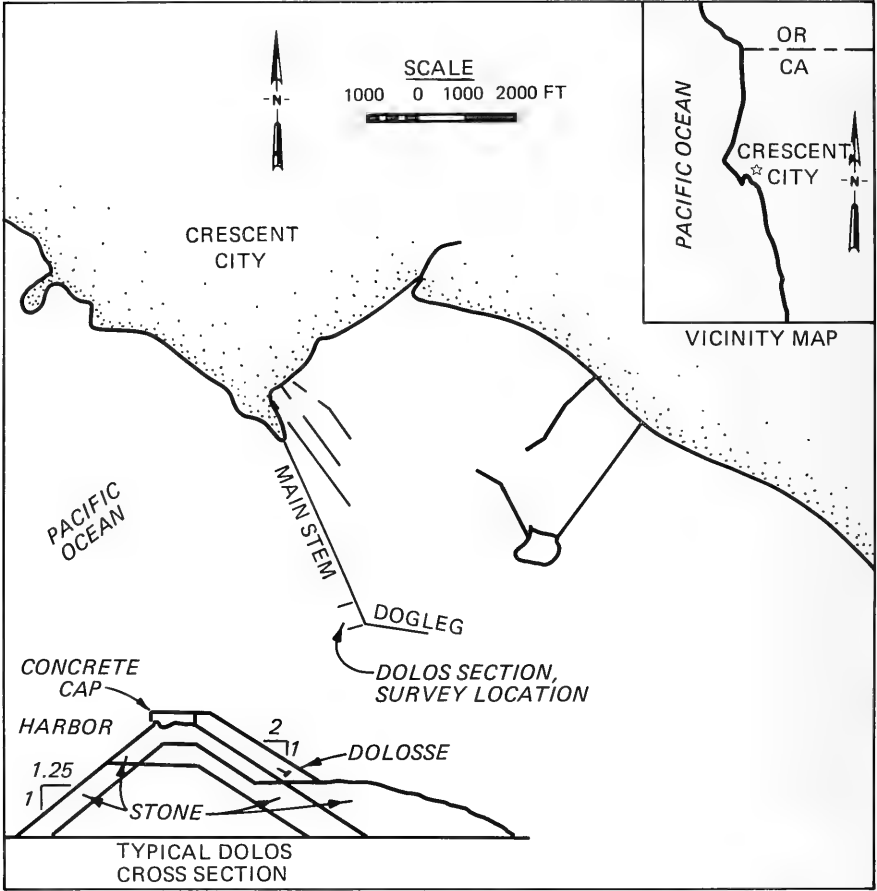 SCALE
1000 0 1000 2000 FT
-N-
OR
CA
PACIFIC OCEAN
CRESCENT
CITY
-N-
VICINITY MAP
CRESCENT
CITY
PACIFIC
OCEAN
MAIN STEM
DOGLEG
DOLOS SECTION,
SURVEY LOCATION
CONCRETE
CAP
HARBOR
2
1
DOLOSSE
1.25
1
STONE
TYPICAL DOLOS
CROSS SECTION